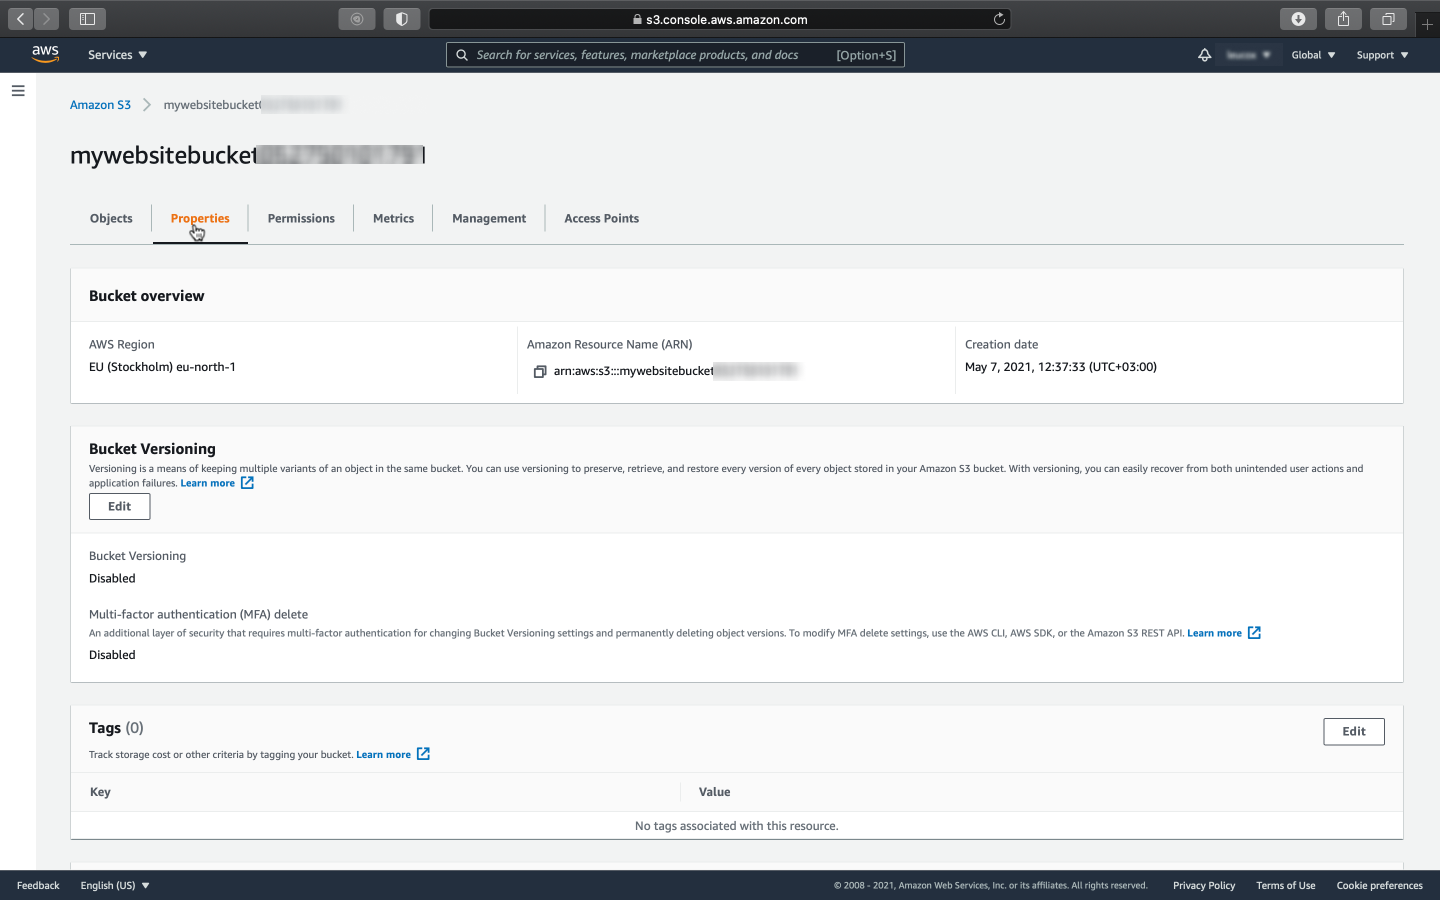 s3.console.aws.amazon.com
aws
Services
Search for services, features, marketplace products, and docs [Option+S]
Global
Support
Amazon S3
mywebsitebucket
mywebsitebucket
Objects
Properties
Permissions
Metrics
Management
Access Points
Bucket overview
AWS Region
EU (Stockholm) eu-north-1
Amazon Resource Name (ARN)
arn:aws:s3:::mywebsitebucket
Creation date
May 7, 2021, 12:37:33 (UTC+03:00)
Bucket Versioning
Versioning is a means of keeping multiple variants of an object in the same bucket. You can use versioning to preserve, retrieve, and restore every version of every object stored in your Amazon S3 bucket. With versioning, you can easily recover from both unintended user actions and
application failures. Learn more
Edit
Bucket Versioning
Disabled
Multi-factor authentication (MFA) delete
An additional layer of security that requires multi-factor authentication for changing Bucket Versioning settings and permanently deleting object versions. To modify MFA delete settings, use the AWS CLI, AWS SDK, or the Amazon S3 REST API. Learn more
Disabled
Tags (0)
Edit
Track storage cost or other criteria by tagging your bucket. Learn more
Key
Value
No tags associated with this resource.
Feedback
English (US)
© 2008 - 2021, Amazon Web Services, Inc. or its affiliates. All rights reserved.
Privacy Policy
Terms of Use
Cookie preferences